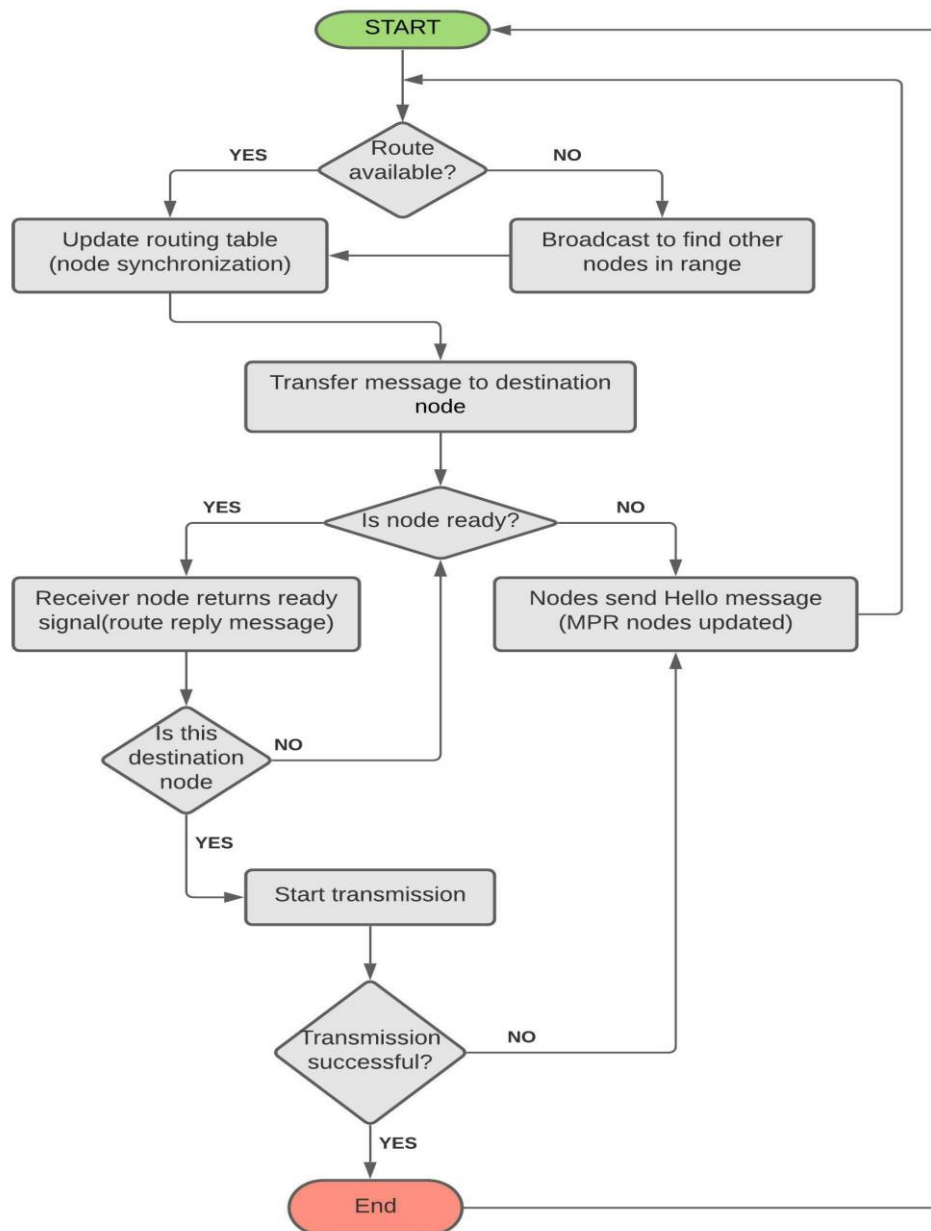 START
Route
available?
YES
NO
Update routing table
(node synchronization)
Broadcast to find other
nodes in range
Transfer message to destination
node
Is node ready?
YES
NO
Receiver node returns ready
signal(route reply message)
Nodes send Hello message
(MPR nodes updated)
Is this
destination
node
NO
YES
Start transmission
Transmission
successful?
NO
YES
End